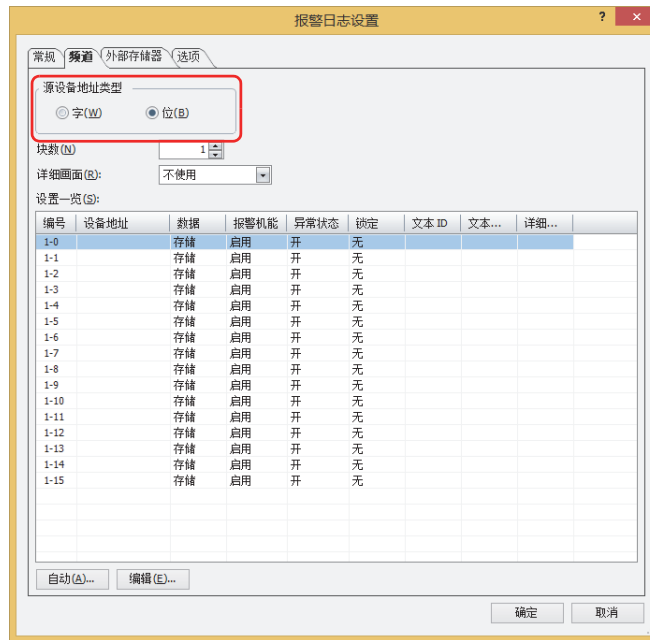 报警日志设置
? ×
常规 频道 外部存储器 选项
源设备地址类型
字(W) 位(B)
块数(N) 1
详细画面(R): 不使用
设置一览(S):
编号 设备地址 数据 报警机能 异常状态 锁定 文本 ID 文本... 详细...
1-0 存储 启用 开 无
1-1 存储 启用 开 无
1-2 存储 启用 开 无
1-3 存储 启用 开 无
1-4 存储 启用 开 无
1-5 存储 启用 开 无
1-6 存储 启用 开 无
1-7 存储 启用 开 无
1-8 存储 启用 开 无
1-9 存储 启用 开 无
1-10 存储 启用 开 无
1-11 存储 启用 开 无
1-12 存储 启用 开 无
1-13 存储 启用 开 无
1-14 存储 启用 开 无
1-15 存储 启用 开 无
自动(A)... 编辑(E)...
确定 取消